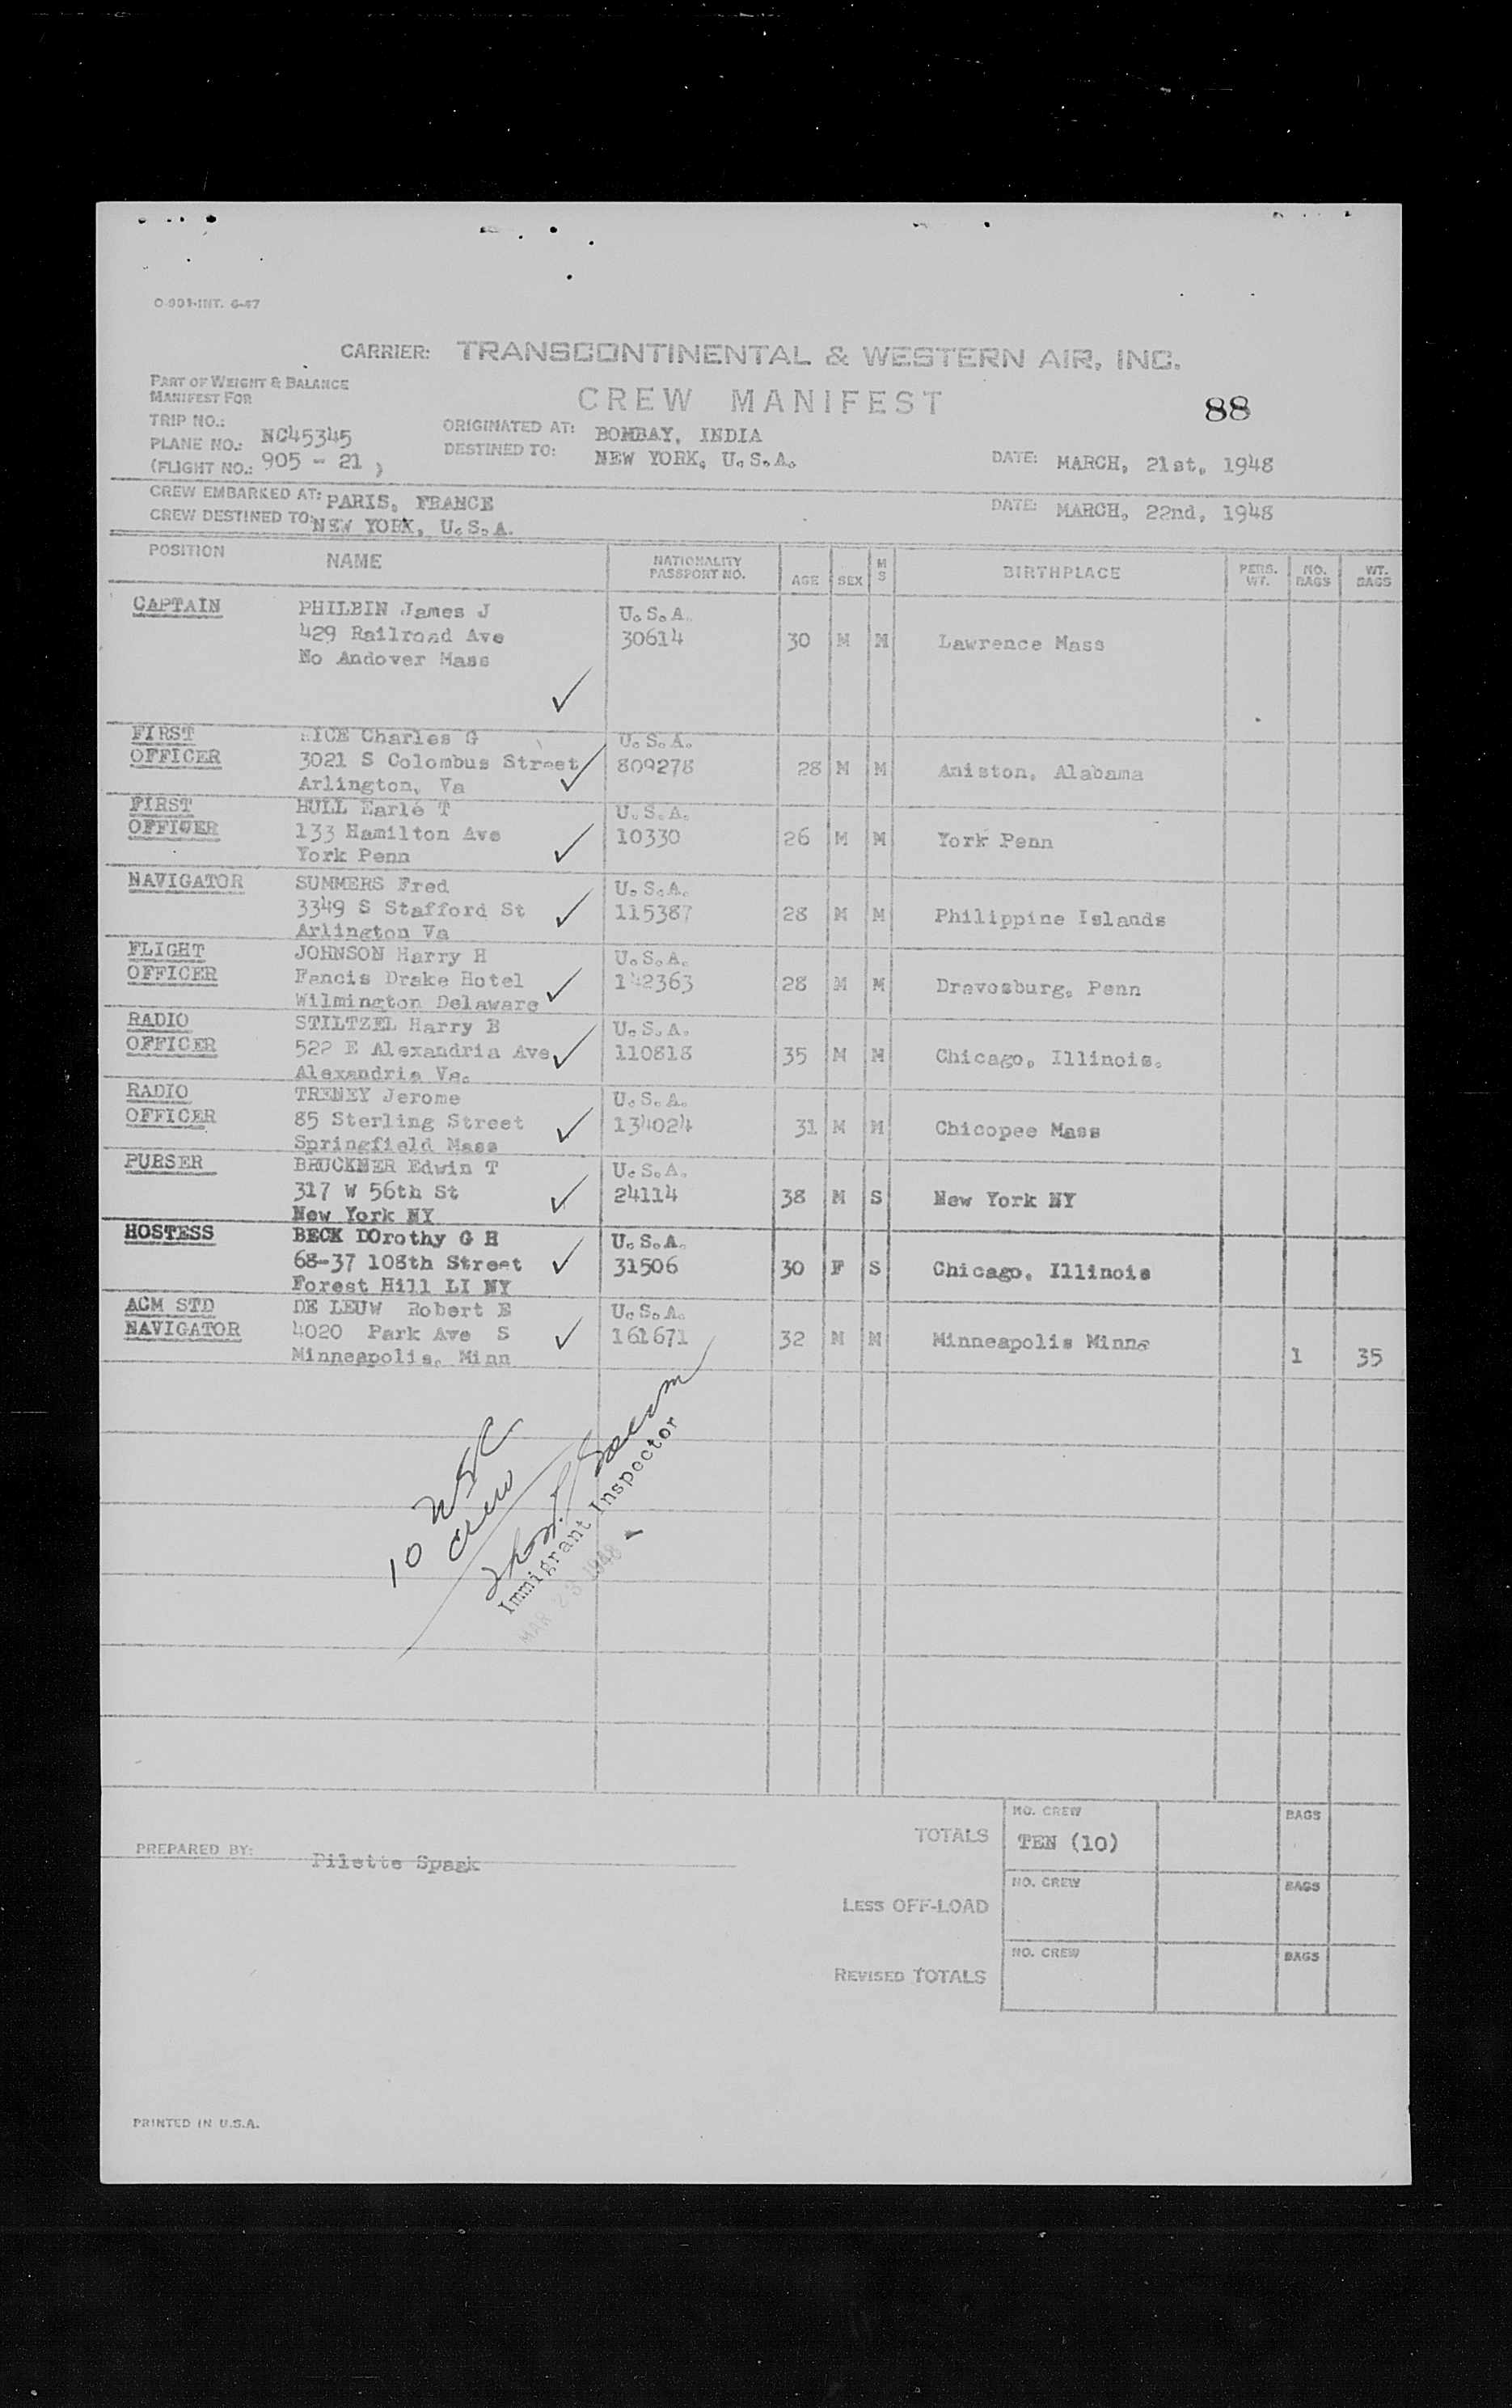 O-901-INT. 6-47
CARRIER: TRANSCONTINENTAL & WESTERN AIR, INC.
PART OF WEIGHT & BALANCE
MANIFEST FOR
CREW MANIFEST
88
TRIP NO.:
PLANE NO.: NC45345
(FLIGHT NO.: 905 - 21 )
ORIGINATED AT: BOMBAY, INDIA
DESTINED TO: NEW YORK, U.S.A.
DATE: MARCH, 21st, 1948
CREW EMBARKED AT: PARIS, FRANCE
DATE: MARCH, 22nd, 1948
CREW DESTINED TO: NEW YORK, U.S.A.
POSITION NAME NATIONALITY PASSPORT NO. AGE SEX M S BIRTHPLACE PERS. WT. NO. BAGS WT. BAGS
CAPTAIN PHILBIN James J U.S.A.
429 Railroad Ave 30614 30 M M Lawrence Mass
No Andover Mass
FIRST RICE Charles G U.S.A.
OFFICER 3021 S Colombus Street 809278 28 M M Aniston, Alabama
Arlington, Va
FIRST HULL Earle T U.S.A.
OFFICER 133 Hamilton Ave 10330 26 M M York Penn
York Penn
NAVIGATOR SUMMERS Fred U.S.A.
3349 S Stafford St 115387 28 M M Philippine Islands
Arlington Va
FLIGHT JOHNSON Harry H U.S.A.
OFFICER Fancis Drake Hotel 142363 28 M M Dravosburg, Penn
Wilmington Delaware
RADIO STILTZEL Harry B U.S.A.
OFFICER 522 E Alexandria Ave 110818 35 M M Chicago, Illinois.
Alexandria Va.
RADIO TRENEY Jerome U.S.A.
OFFICER 85 Sterling Street 134024 31 M M Chicopee Mass
Springfield Mass
PURSER BRUCKNER Edwin T U.S.A.
317 W 56th St 24114 38 M S New York NY
New York NY
HOSTESS BECK DOrothy G H U.S.A.
68-37 108th Street 31506 30 F S Chicago, Illinois
Forest Hill LI NY
ACM STD DE LEUW Robert E U.S.A.
NAVIGATOR 4020 Park Ave S 161671 32 M M Minneapolis Minn.
Minneapolis, Minn 1 35
10 USC
crew
Immigrant Inspector
MAR 23 1948
TOTALS NO. CREW TEN (10) BAGS
PREPARED BY: Pilette Spaak
LESS OFF-LOAD NO. CREW BAGS
REVISED TOTALS NO. CREW BAGS
PRINTED IN U.S.A.